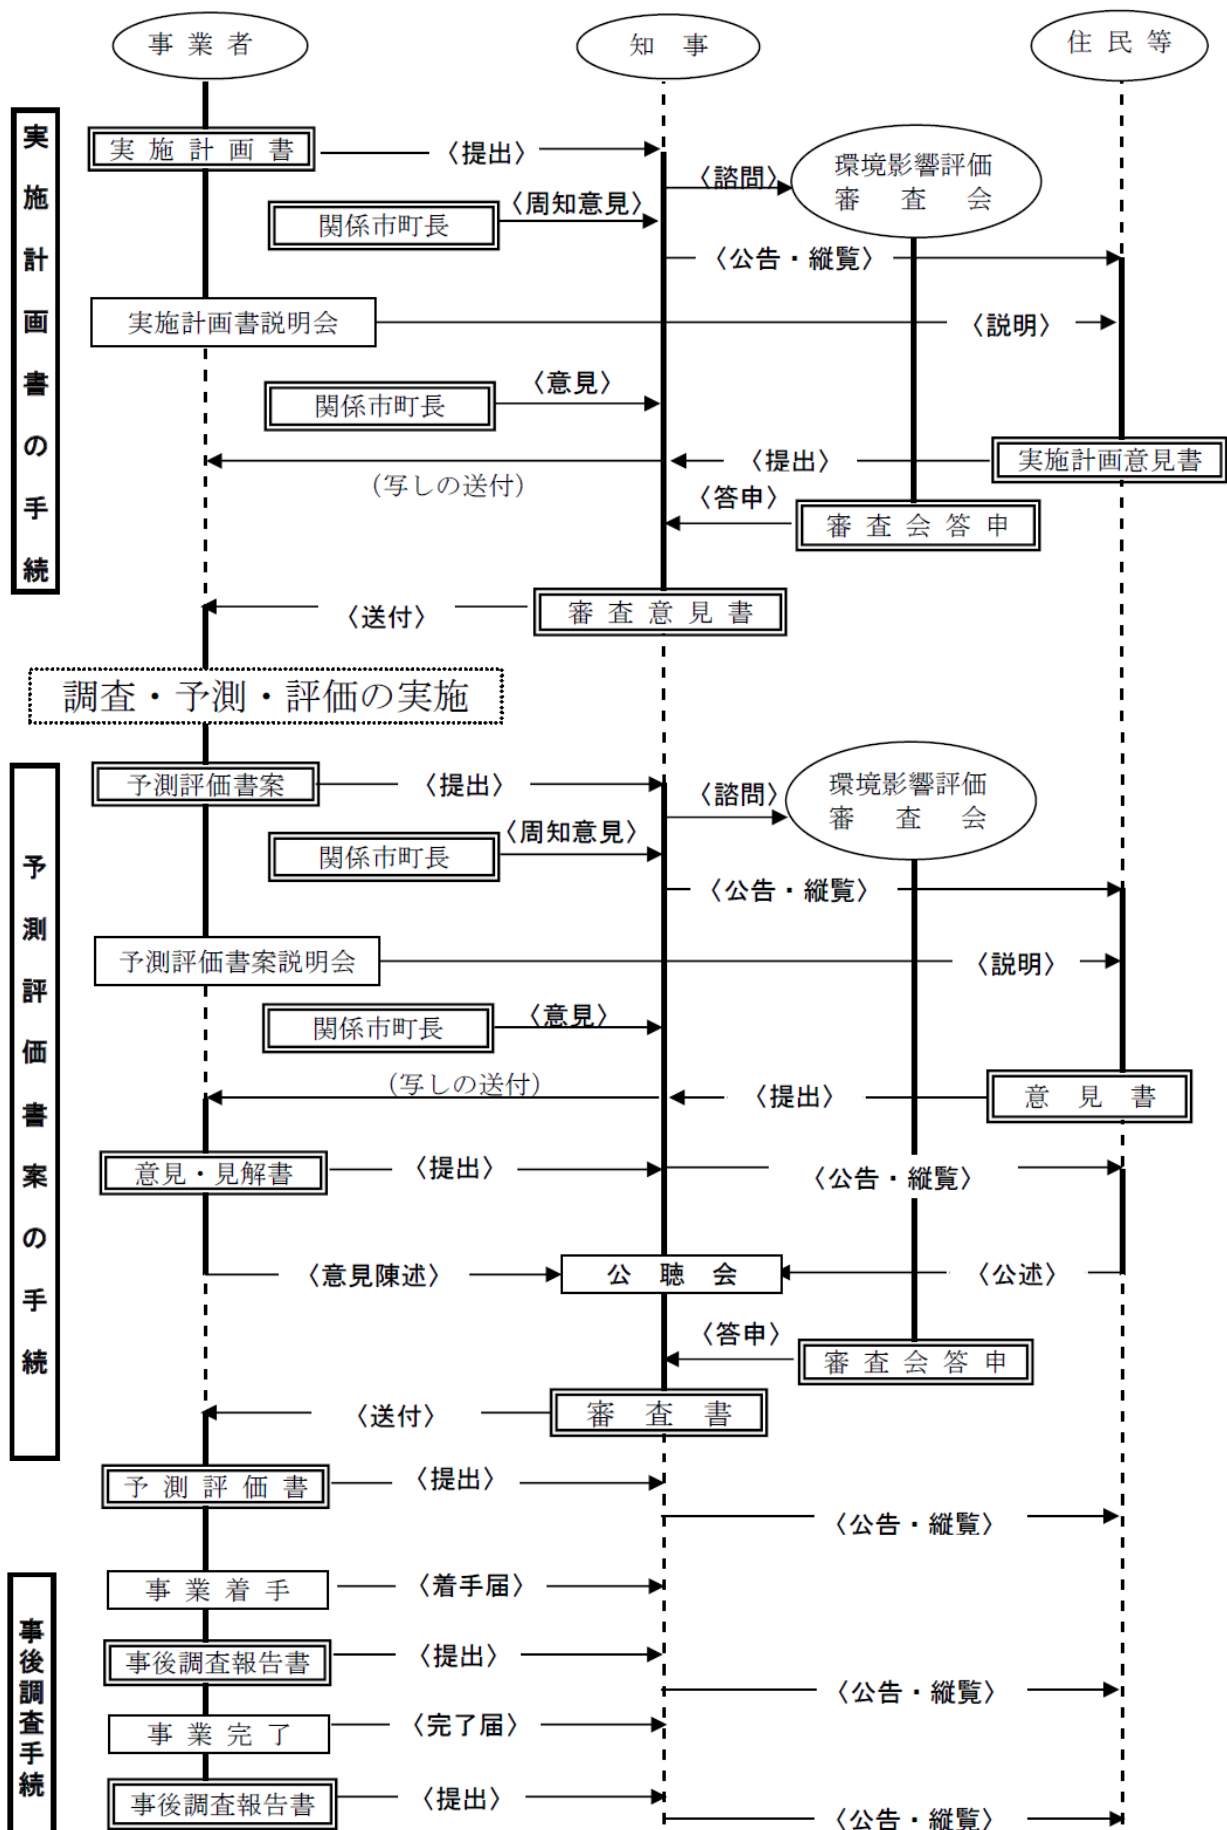 事業者
知　事
住民等
実施計画書の手続
実施計画書
〈提出〉
環境影響評価
審　査　会
〈諮問〉
関係市町長
〈周知意見〉
〈公告・縦覧〉
実施計画書説明会
〈説明〉
関係市町長
〈意見〉
実施計画意見書
〈提出〉
（写しの送付）
〈答申〉
審査会答申
審査意見書
〈送付〉
調査・予測・評価の実施
予測評価書案の手続
予測評価書案
〈提出〉
環境影響評価
審　査　会
〈諮問〉
関係市町長
〈周知意見〉
〈公告・縦覧〉
予測評価書案説明会
〈説明〉
関係市町長
〈意見〉
（写しの送付）
〈提出〉
意　見　書
意見・見解書
〈提出〉
〈公告・縦覧〉
〈意見陳述〉
公　聴　会
〈公述〉
〈答申〉
審査会答申
審　査　書
〈送付〉
予測評価書
〈提出〉
〈公告・縦覧〉
事後調査手続
事業着手
〈着手届〉
事後調査報告書
〈提出〉
〈公告・縦覧〉
事業完了
〈完了届〉
事後調査報告書
〈提出〉
〈公告・縦覧〉